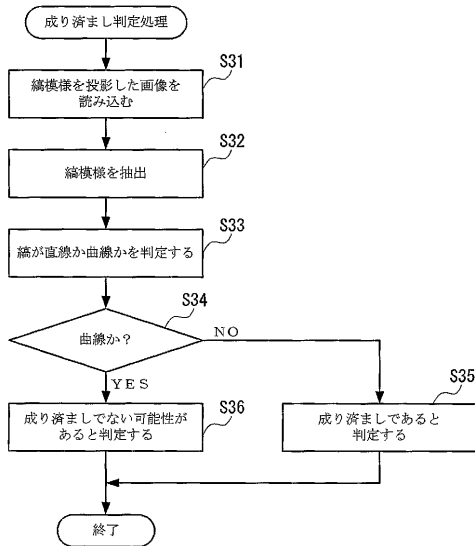 成り済まし判定処理
S31
縞模様を投影した画像を
読み込む
S32
縞模様を抽出
S33
縞が直線か曲線かを判定する
S34
曲線か?
NO
YES
S36
成り済ましでない可能性が
あると判定する
S35
成り済ましであると
判定する
終了